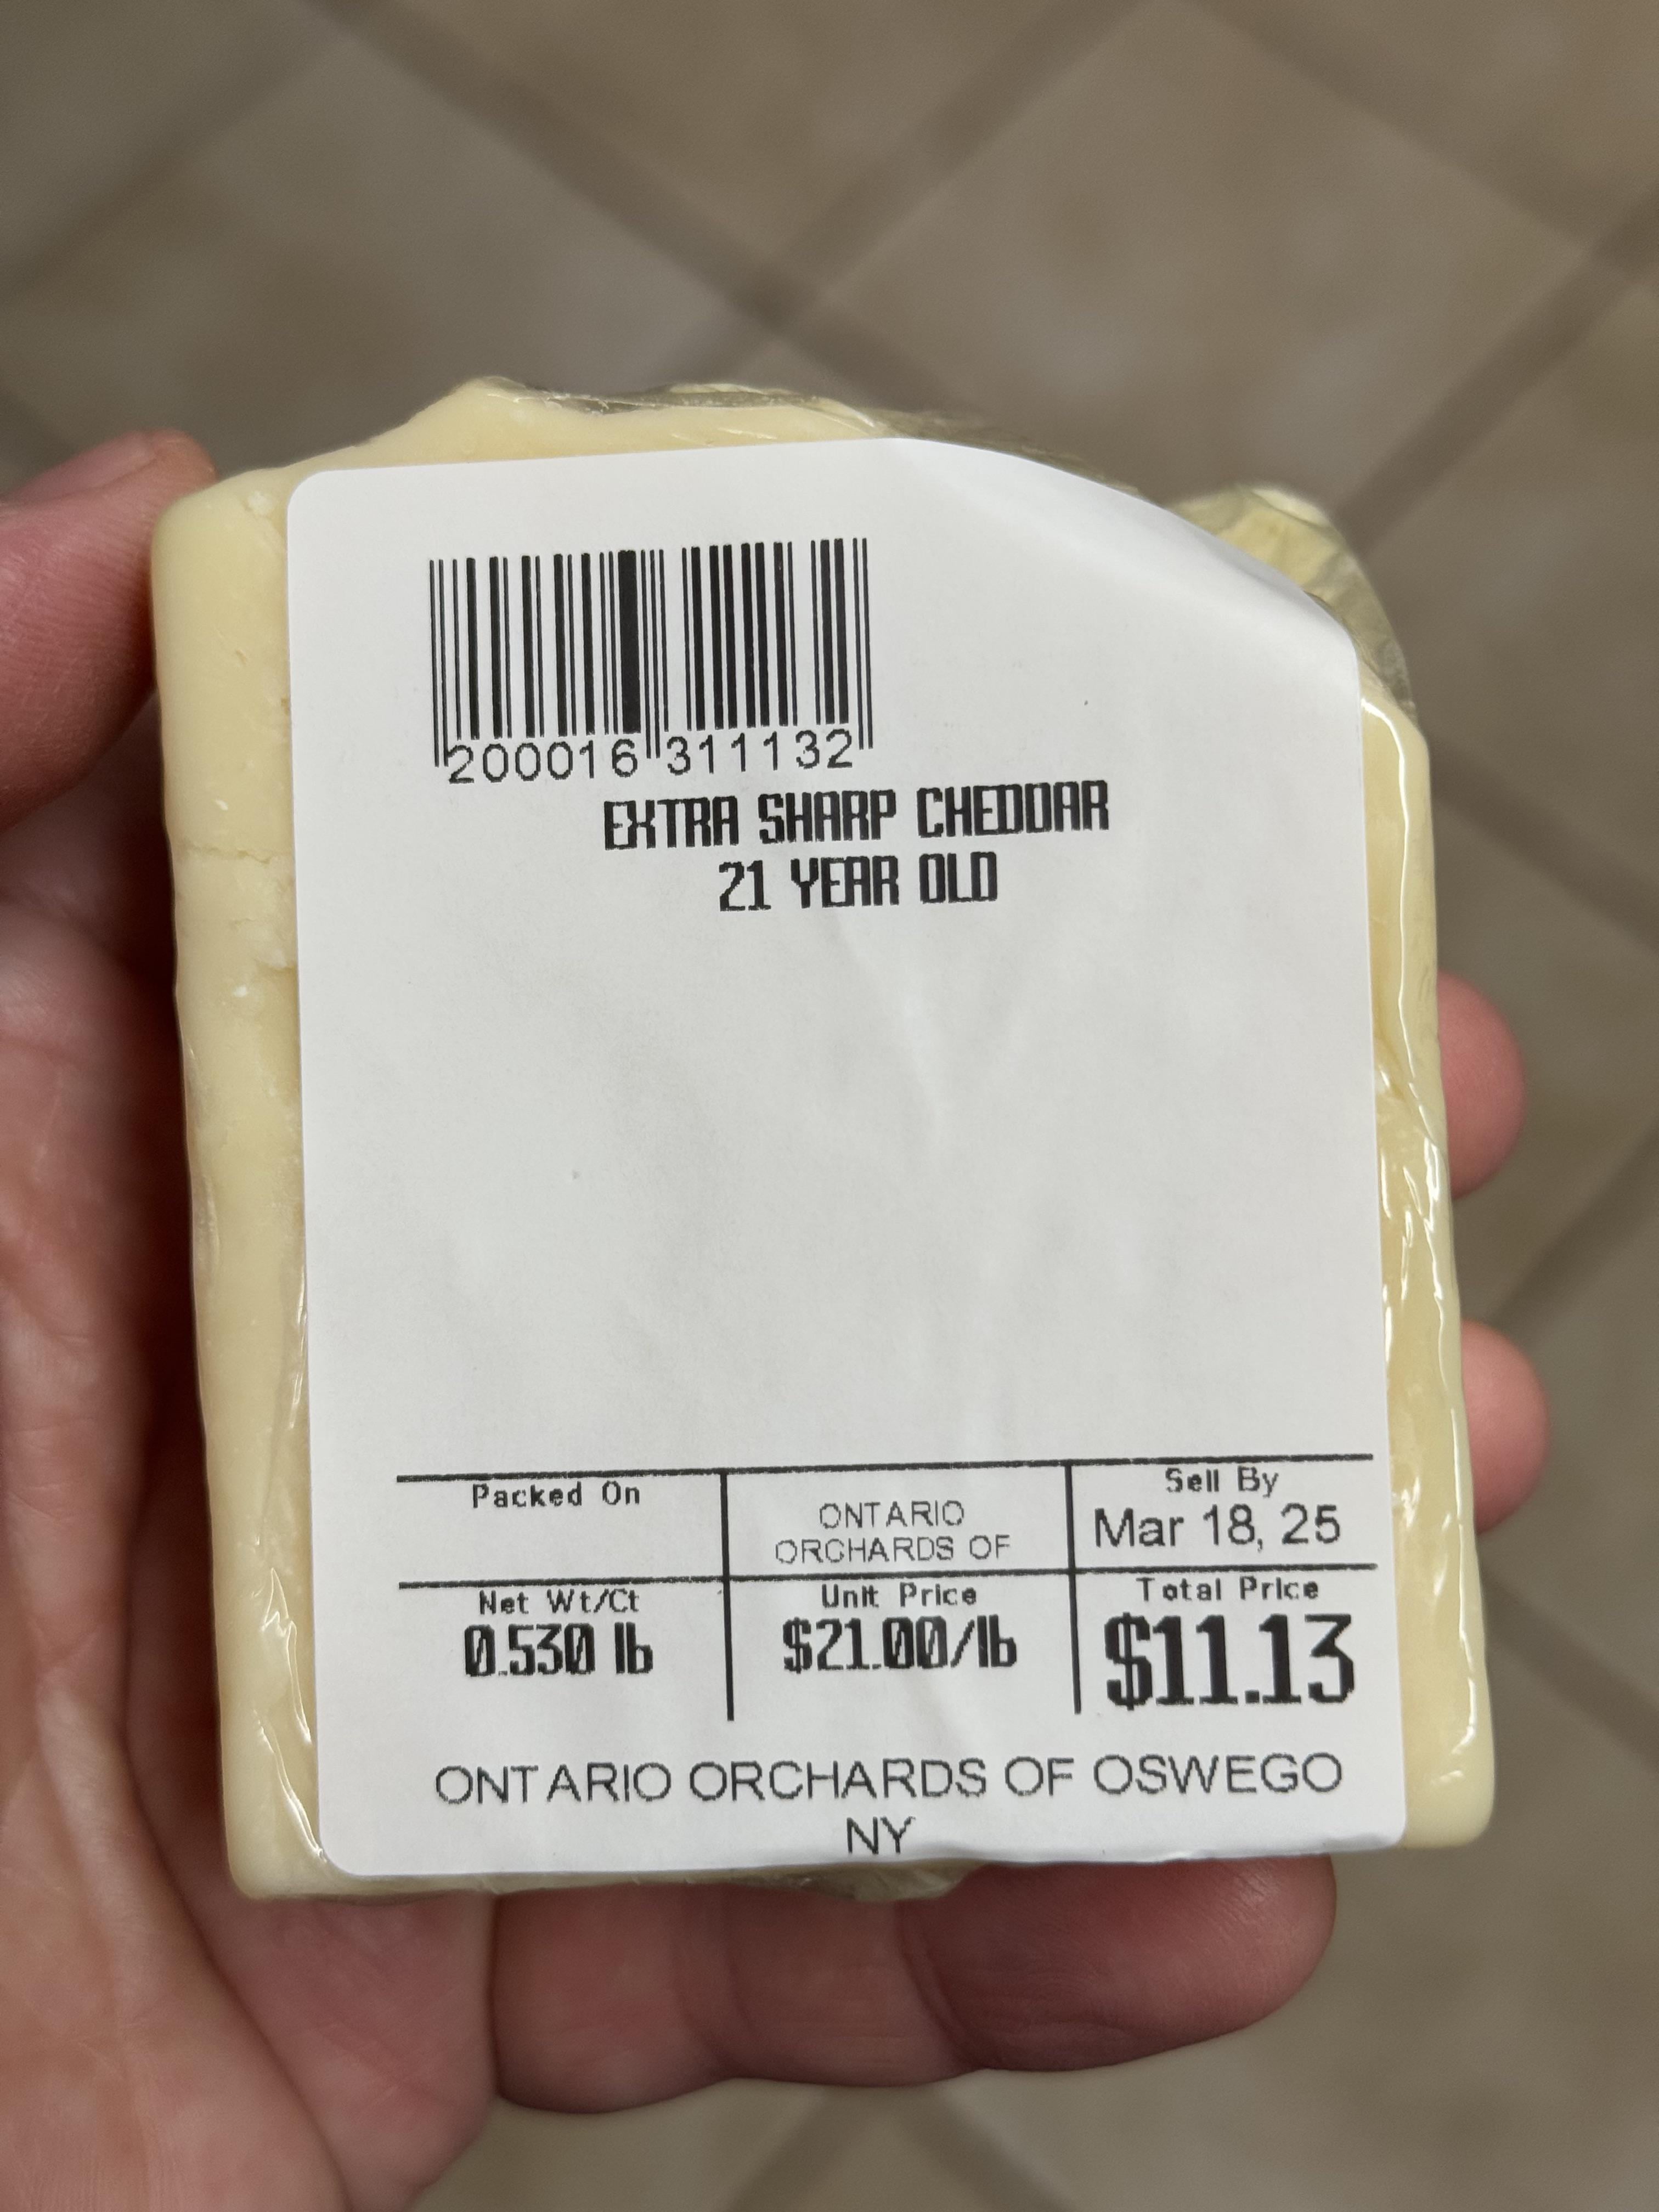 200016 311132
EXTRA SHARP CHEDDAR
21 YEAR OLD
Packed On
ONTARIO
ORCHARDS OF
Sell By
Mar 18, 25
Net Wt/Ct
0.530 lb
Unit Price
$21.00/lb
Total Price
$11.13
ONTARIO ORCHARDS OF OSWEGO
NY